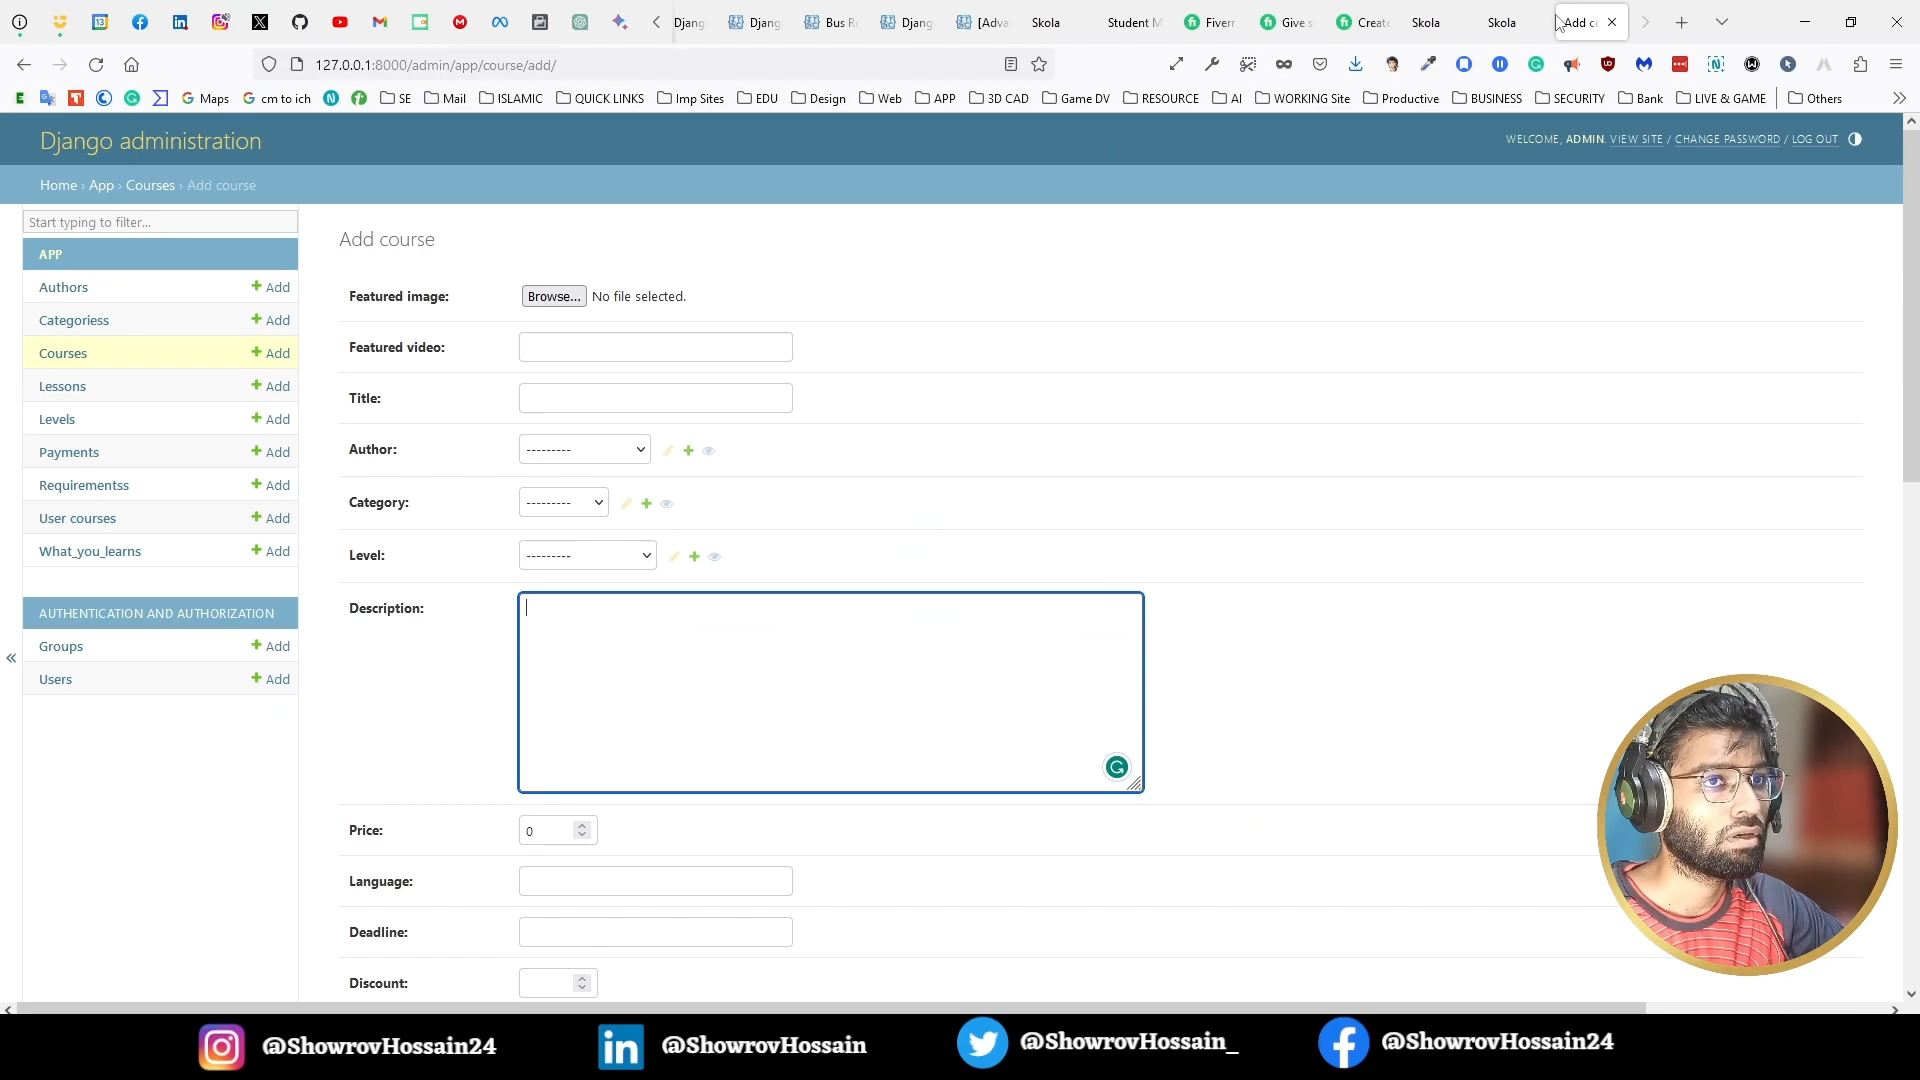 Djang
Djang
Bus R
Djang
[Adva
Skola
Student M
Fiverr
Give s
Create
Skola
Skola
Add co
127.0.0.1:8000/admin/app/course/add/
Maps
cm to ich
SE
Mail
ISLAMIC
QUICK LINKS
Imp Sites
EDU
Design
Web
APP
3D CAD
Game DV
RESOURCE
AI
WORKING Site
Productive
BUSINESS
SECURITY
Bank
LIVE & GAME
Others
Django administration
WELCOME, ADMIN. VIEW SITE / CHANGE PASSWORD / LOG OUT
Home › App › Courses › Add course
Start typing to filter...
APP
Authors
Add
Categoriess
Add
Courses
Add
Lessons
Add
Levels
Add
Payments
Add
Requirementss
Add
User courses
Add
What_you_learns
Add
AUTHENTICATION AND AUTHORIZATION
Groups
Add
Users
Add
Add course
Featured image:
Browse... No file selected.
Featured video:
Title:
Author:
---------
Category:
---------
Level:
---------
Description:
Price:
0
Language:
Deadline:
Discount:
@ShowrovHossain24
@ShowrovHossain
@ShowrovHossain_
@ShowrovHossain24